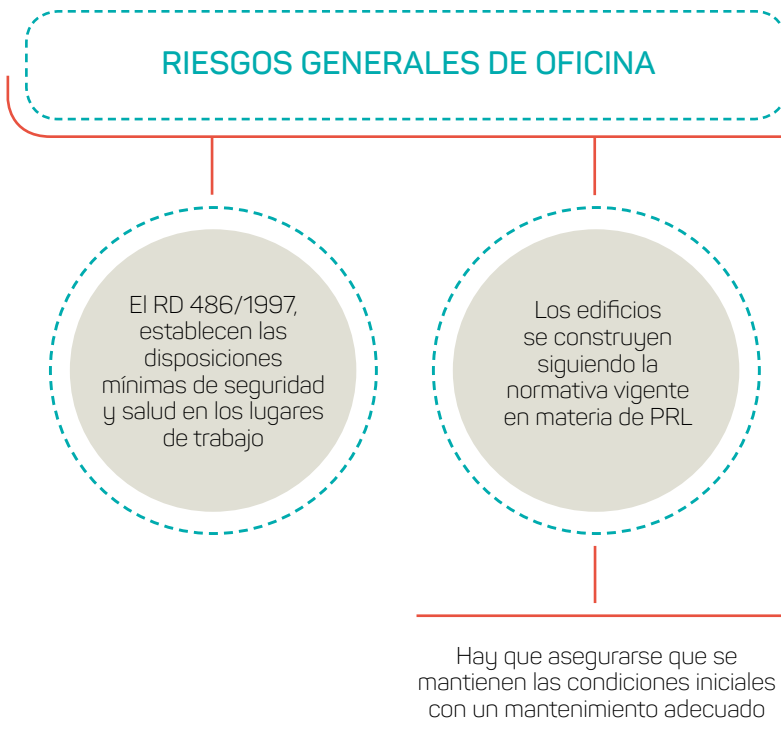 RIESGOS GENERALES DE OFICINA
El RD 486/1997,
establecen las
disposiciones
mínimas de seguridad
y salud en los lugares
de trabajo
Los edificios
se construyen
siguiendo la
normativa vigente
en materia de PRL
Hay que asegurarse que se
mantienen las condiciones iniciales
con un mantenimiento adecuado